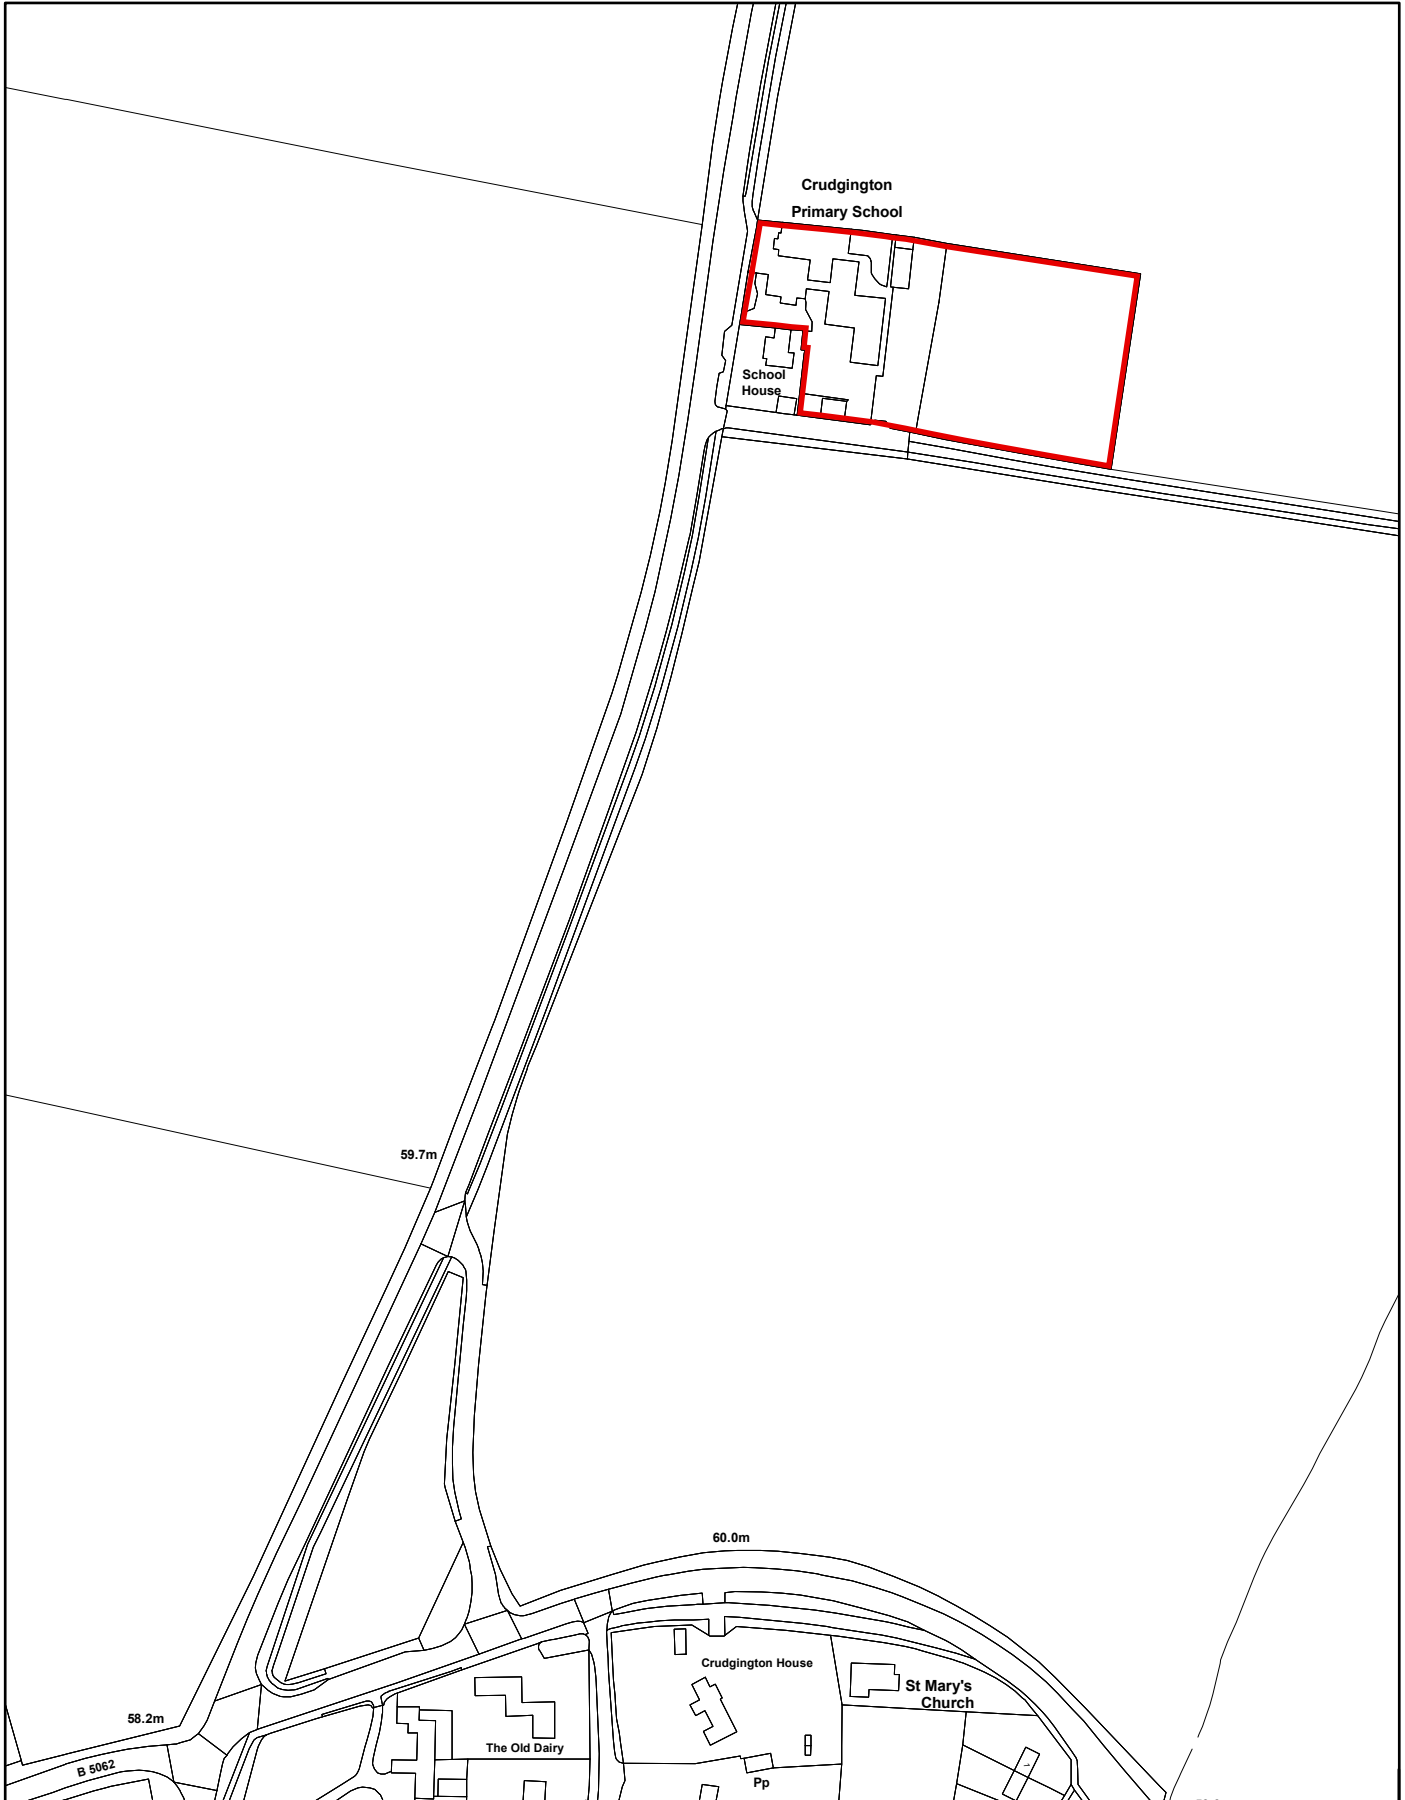 Crudgington
Primary School
School
House
59.7m
60.0m
Crudgington House
St Mary's
Church
58.2m
The Old Dairy
B 5062
Pp